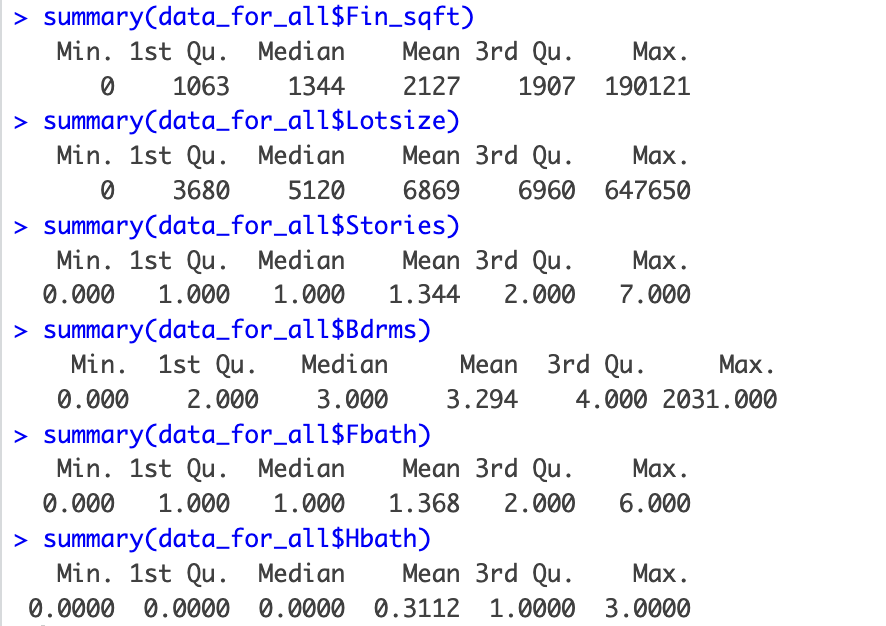 > summary(data_for_all$Fin_sqft)
Min. 1st Qu. Median Mean 3rd Qu. Max.
0 1063 1344 2127 1907 190121
> summary(data_for_all$Lotsize)
Min. 1st Qu. Median Mean 3rd Qu. Max.
0 3680 5120 6869 6960 647650
> summary(data_for_all$Stories)
Min. 1st Qu. Median Mean 3rd Qu. Max.
0.000 1.000 1.000 1.344 2.000 7.000
> summary(data_for_all$Bdrms)
Min. 1st Qu. Median Mean 3rd Qu. Max.
0.000 2.000 3.000 3.294 4.000 2031.000
> summary(data_for_all$Fbath)
Min. 1st Qu. Median Mean 3rd Qu. Max.
0.000 1.000 1.000 1.368 2.000 6.000
> summary(data_for_all$Hbath)
Min. 1st Qu. Median Mean 3rd Qu. Max.
0.0000 0.0000 0.0000 0.3112 1.0000 3.0000